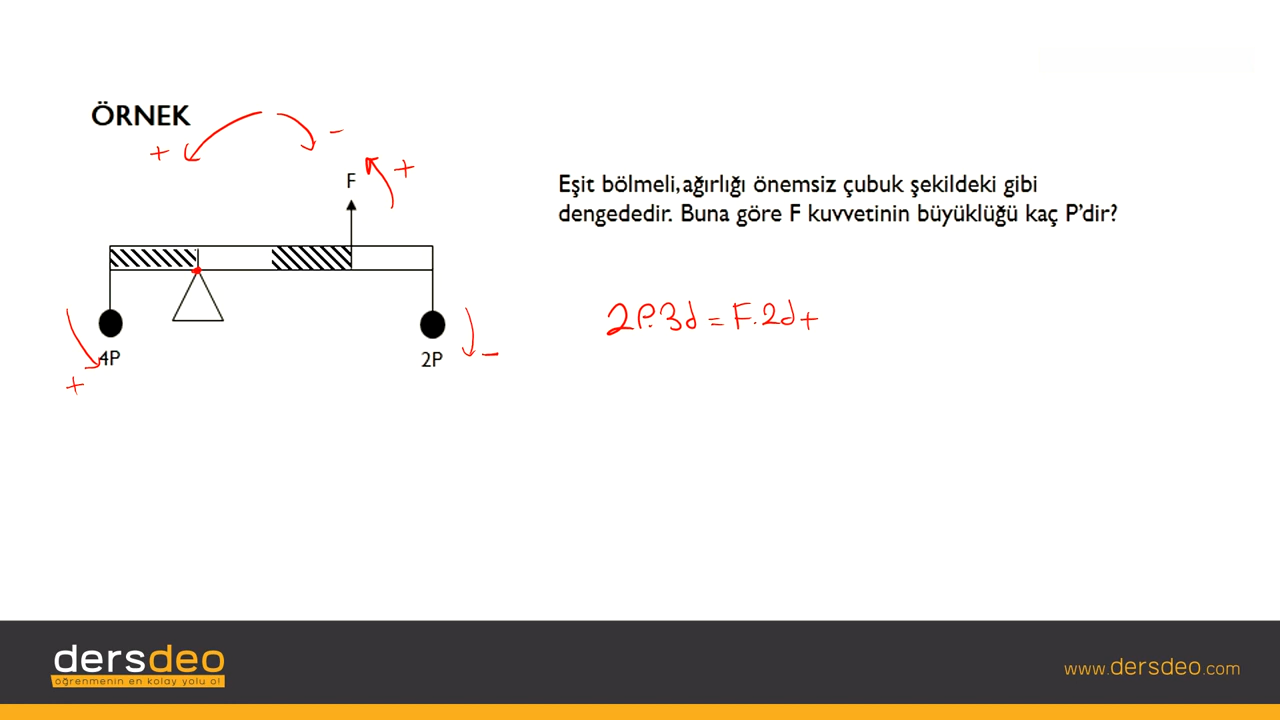 ÖRNEK
+
-
F
+
Eşit bölmeli,ağırlığı önemsiz çubuk şekildeki gibi
dengededir. Buna göre F kuvvetinin büyüklüğü kaç P'dir?
2P.3d = F.2d+
4P
+
2P
-
dersdeo
öğrenmenin en kolay yolu o!
www.dersdeo.com